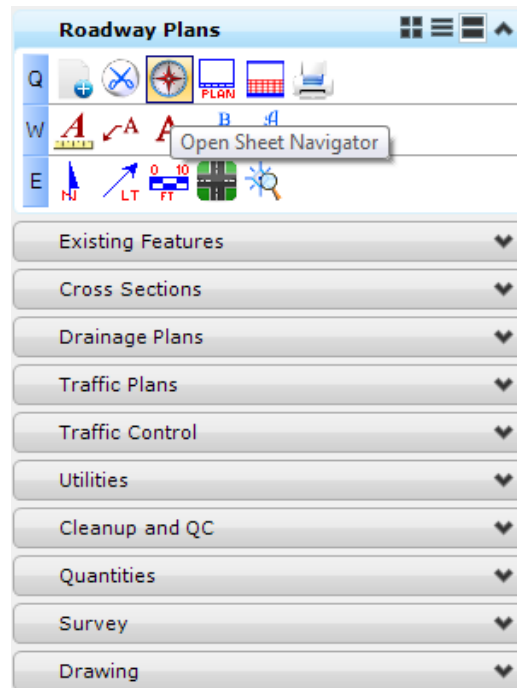 Roadway Plans
Q
PLAN
W A A A B A
Open Sheet Navigator
E N LT 0 10 FT
Existing Features
Cross Sections
Drainage Plans
Traffic Plans
Traffic Control
Utilities
Cleanup and QC
Quantities
Survey
Drawing